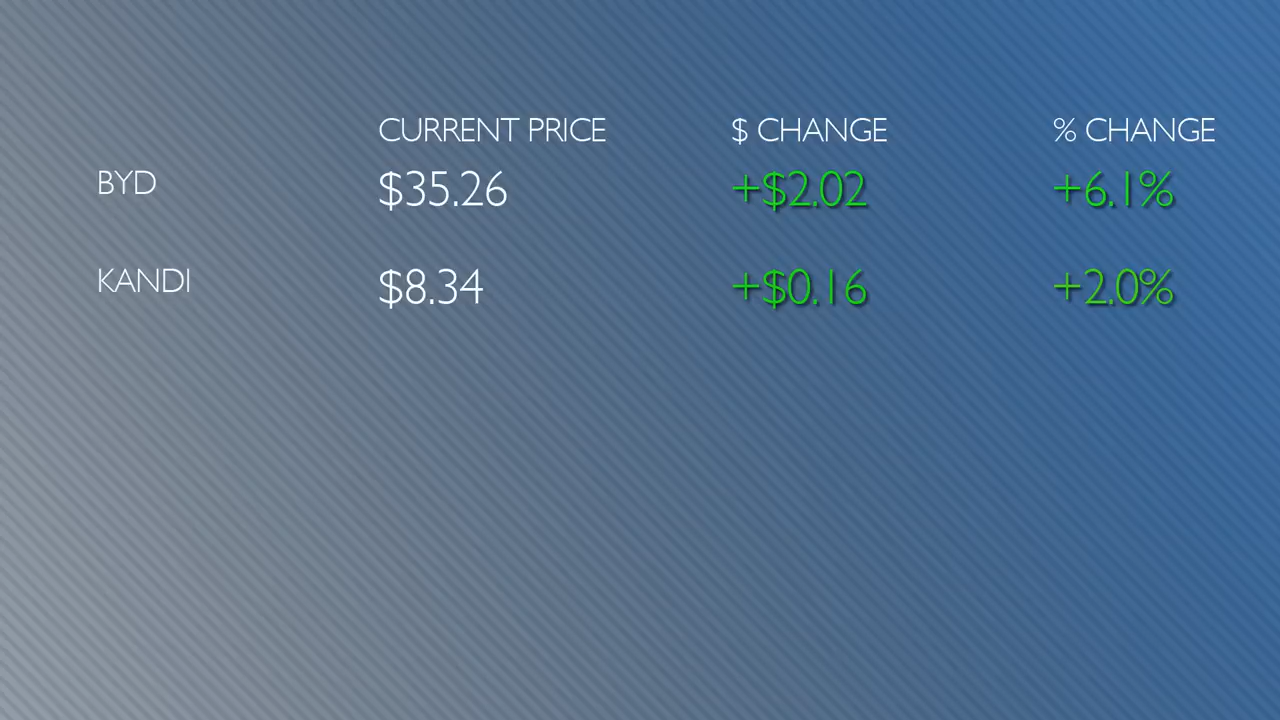 CURRENT PRICE $ CHANGE % CHANGE
BYD $35.26 +$2.02 +6.1%
KANDI $8.34 +$0.16 +2.0%